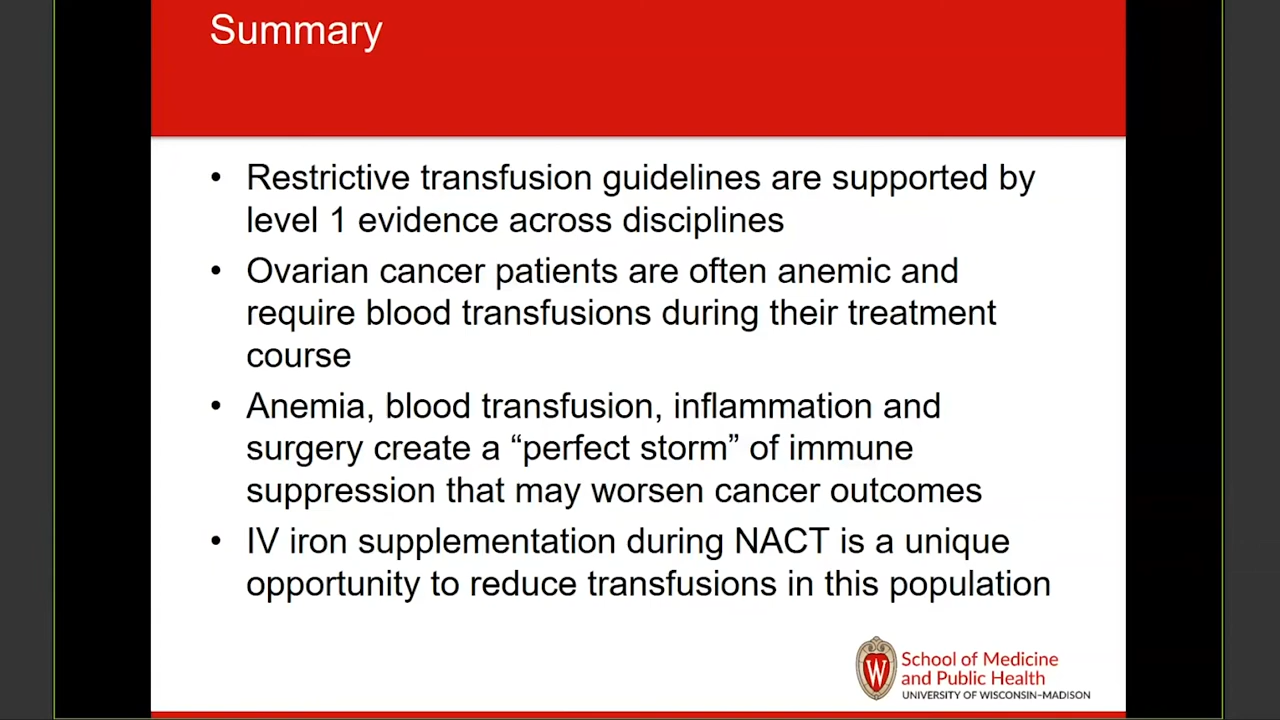 Summary
• Restrictive transfusion guidelines are supported by
level 1 evidence across disciplines
• Ovarian cancer patients are often anemic and
require blood transfusions during their treatment
course
• Anemia, blood transfusion, inflammation and
surgery create a “perfect storm” of immune
suppression that may worsen cancer outcomes
• IV iron supplementation during NACT is a unique
opportunity to reduce transfusions in this population
W
School of Medicine
and Public Health
UNIVERSITY OF WISCONSIN–MADISON